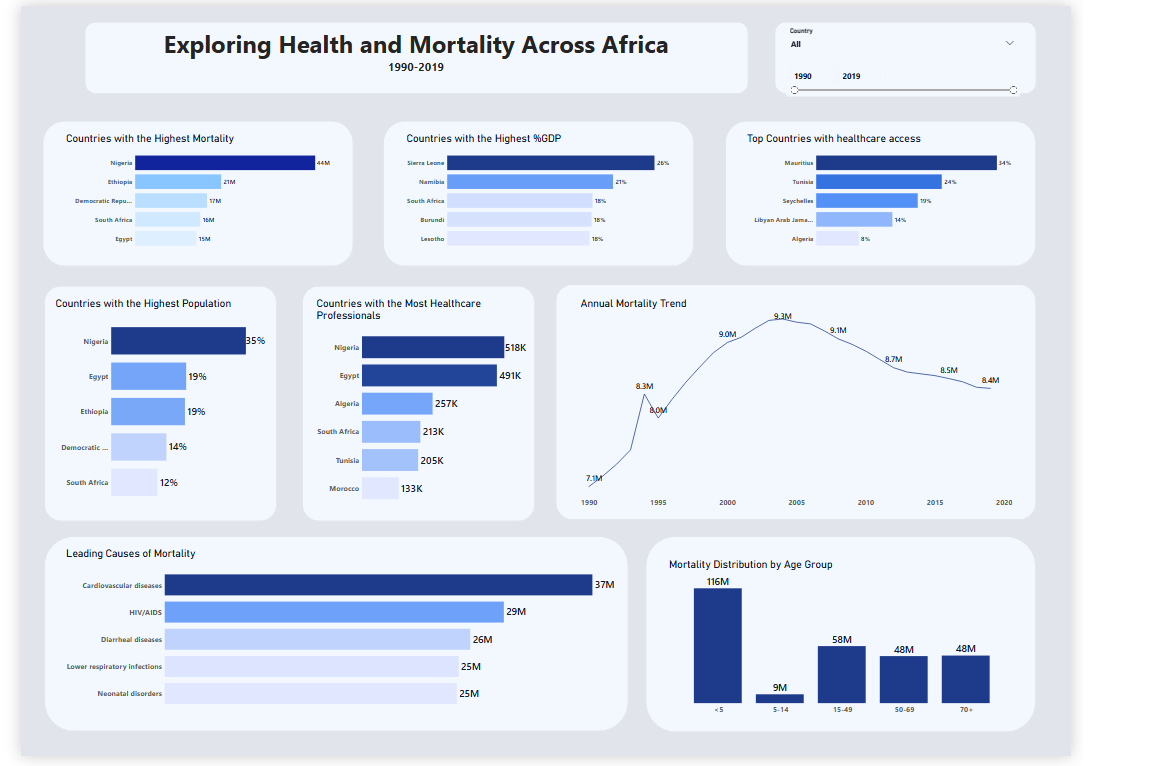 Exploring Health and Mortality Across Africa
1990-2019
Country
All
1990 2019
Countries with the Highest Mortality
Nigeria 44M
Ethiopia 21M
Democratic Repu... 17M
South Africa 16M
Egypt 15M
Countries with the Highest %GDP
Sierra Leone 26%
Namibia 21%
South Africa 18%
Burundi 18%
Lesotho 18%
Top Countries with healthcare access
Mauritius 34%
Tunisia 24%
Seychelles 19%
Libyan Arab Jama... 14%
Algeria 8%
Countries with the Highest Population
Nigeria 35%
Egypt 19%
Ethiopia 19%
Democratic ... 14%
South Africa 12%
Countries with the Most Healthcare
Professionals
Nigeria 518K
Egypt 491K
Algeria 257K
South Africa 213K
Tunisia 205K
Morocco 133K
Annual Mortality Trend
9.3M
9.0M 9.1M
8.7M
8.5M
8.3M 8.4M
8.0M
7.1M
1990 1995 2000 2005 2010 2015 2020
Leading Causes of Mortality
Cardiovascular diseases 37M
HIV/AIDS 29M
Diarrheal diseases 26M
Lower respiratory infections 25M
Neonatal disorders 25M
Mortality Distribution by Age Group
116M
58M
48M 48M
9M
<5 5-14 15-49 50-69 70+